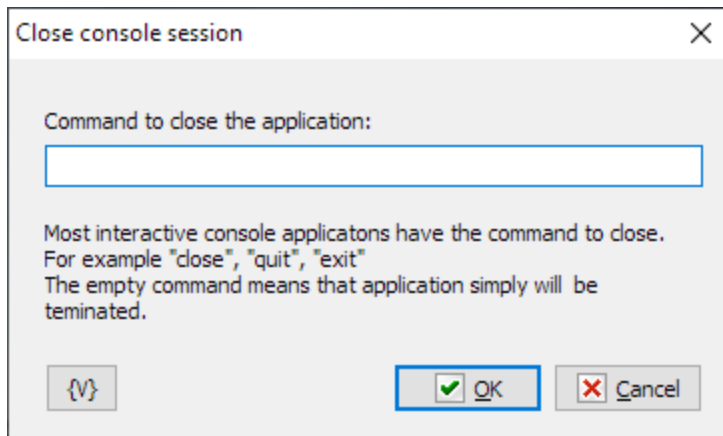 Close console session
Command to close the application:
Most interactive console applicatons have the command to close.
For example "close", "quit", "exit"
The empty command means that application simply will  be
teminated.
{V}
OK
Cancel